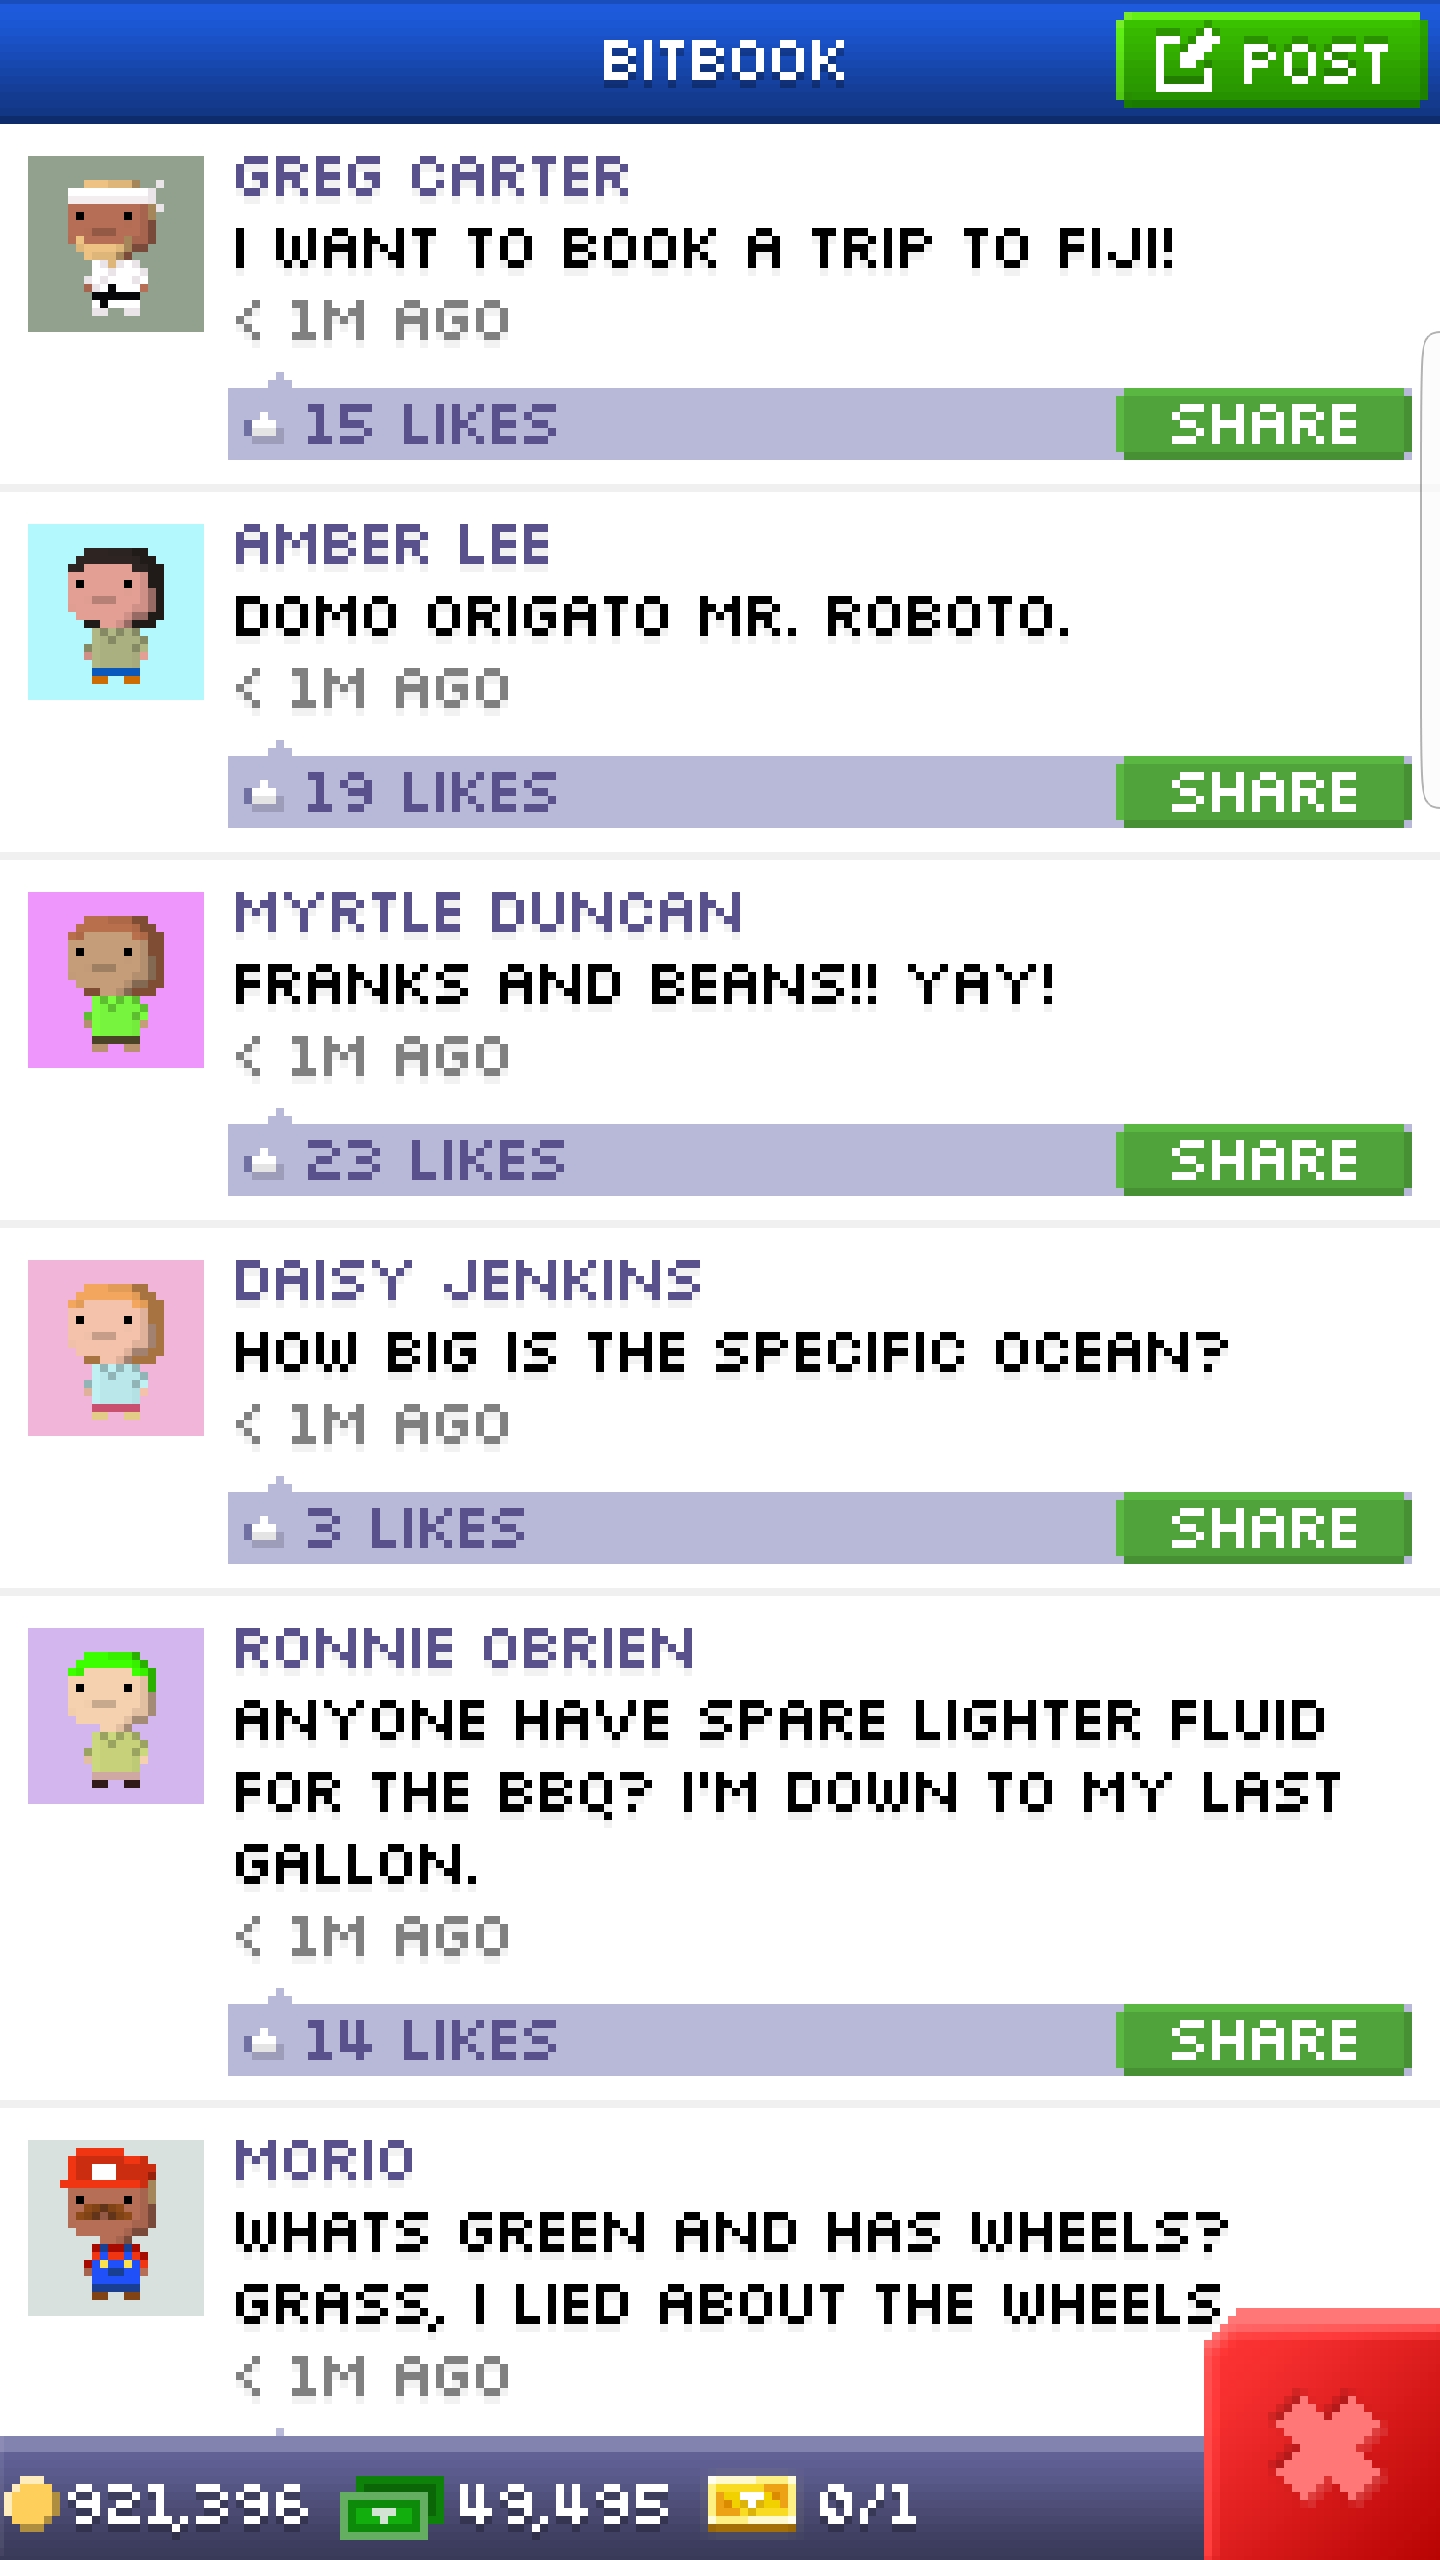 BITBOOK
POST
GREG CARTER
I WANT TO BOOK A TRIP TO FIJI!
< 1M AGO
15 LIKES
SHARE
AMBER LEE
DOMO ORIGATO MR. ROBOTO.
< 1M AGO
19 LIKES
SHARE
MYRTLE DUNCAN
FRANKS AND BEANS!! YAY!
< 1M AGO
23 LIKES
SHARE
DAISY JENKINS
HOW BIG IS THE SPECIFIC OCEAN?
< 1M AGO
3 LIKES
SHARE
RONNIE OBRIEN
ANYONE HAVE SPARE LIGHTER FLUID
FOR THE BBQ? I'M DOWN TO MY LAST
GALLON.
< 1M AGO
14 LIKES
SHARE
MORIO
WHATS GREEN AND HAS WHEELS?
GRASS, I LIED ABOUT THE WHEELS
< 1M AGO
921,396 49,495 0/1